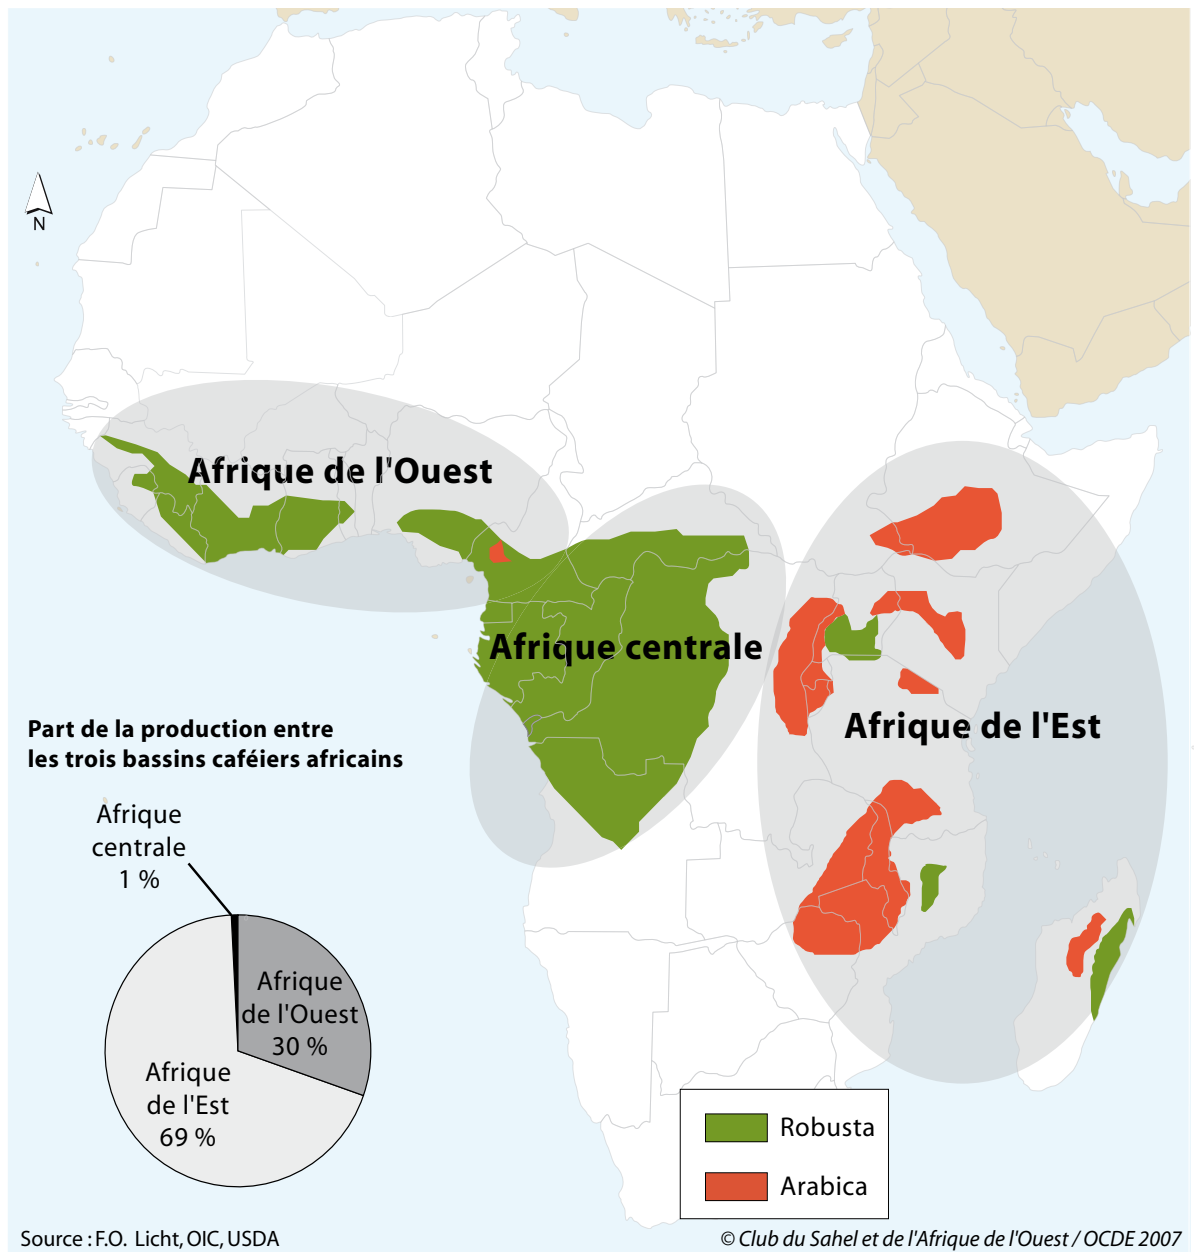 N
Afrique de l'Ouest
Afrique centrale
Afrique de l'Est
Part de la production entre
les trois bassins caféiers africains
Afrique
centrale
1 %
Afrique
de l'Ouest
30 %
Afrique
de l'Est
69 %
Robusta
Arabica
Source : F.O. Licht, OIC, USDA
© Club du Sahel et de l'Afrique de l'Ouest / OCDE 2007